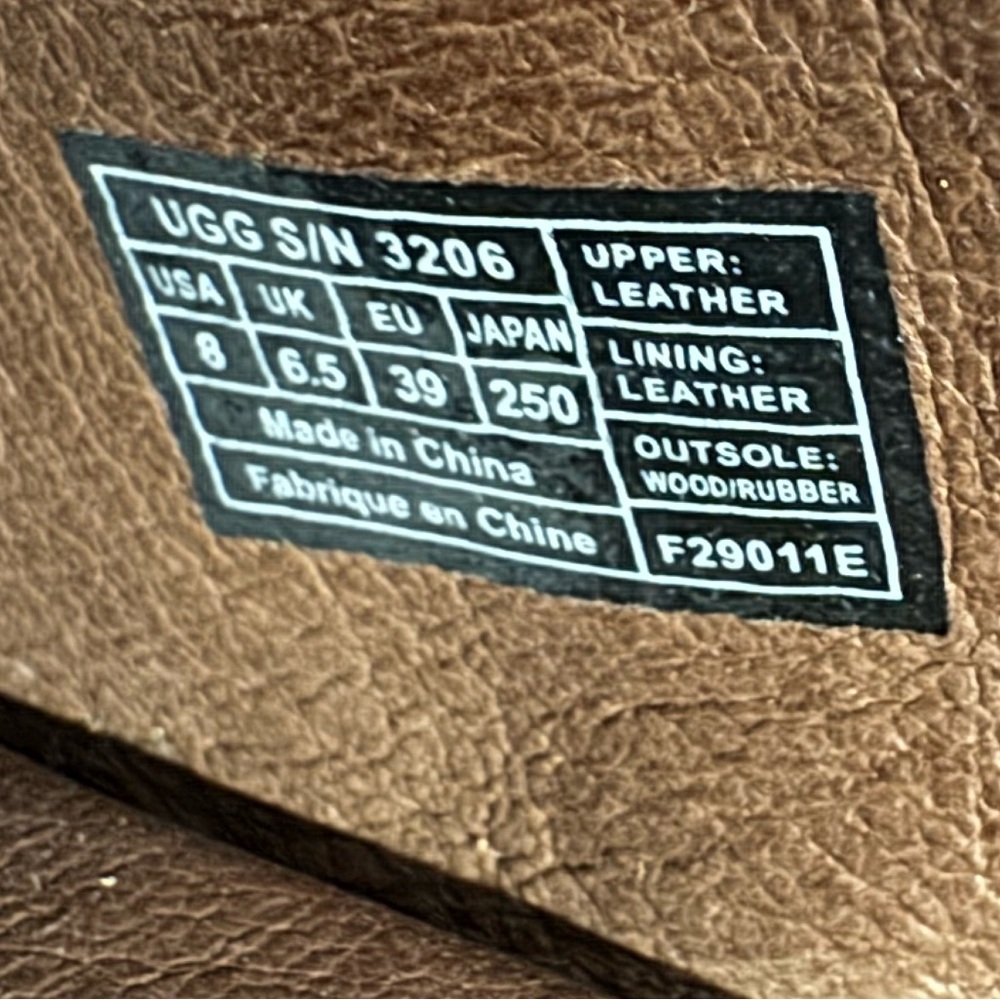 UGG S/N 3206
USA UK EU JAPAN
8 6.5 39 250
Made in China
Fabrique en Chine
UPPER:
LEATHER
LINING:
LEATHER
OUTSOLE:
WOOD/RUBBER
F29011E